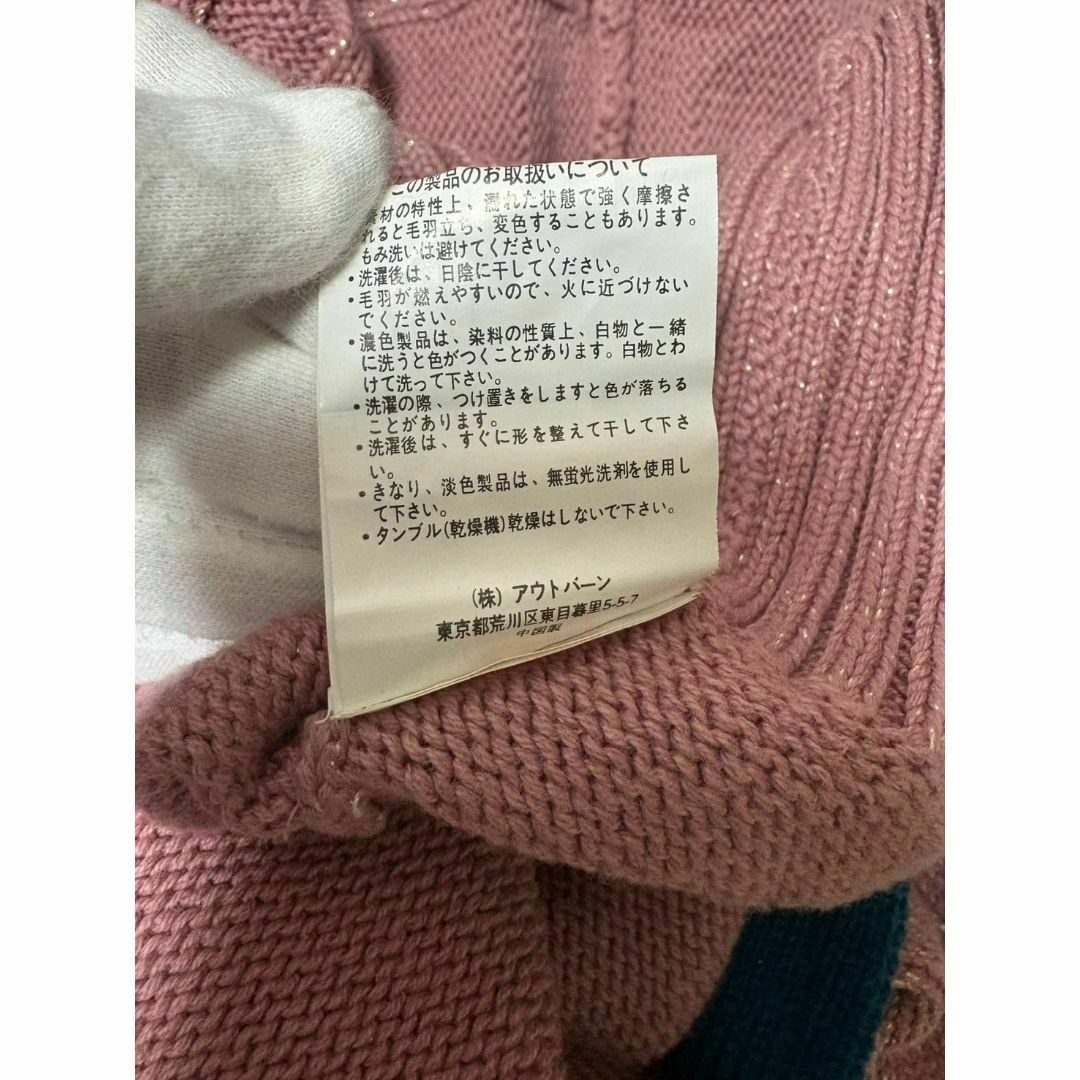 この製品のお取扱いについて
素材の特性上、濡れた状態で強く摩擦さ
れると毛羽立ち、変色することもあります。
もみ洗いは避けてください。
・洗濯後は、日陰に干してください。
・毛羽が燃えやすいので、火に近づけない
でください。
・濃色製品は、染料の性質上、白物と一緒
に洗うと色がつくことがあります。白物とわ
けて洗って下さい。
・洗濯の際、つけ置きをしますと色が落ちる
ことがあります。
・洗濯後は、すぐに形を整えて干して下さ
い。
・きなり、淡色製品は、無蛍光洗剤を使用し
て下さい。
・タンブル(乾燥機)乾燥はしないで下さい。
(株) アウトバーン
東京都荒川区東日暮里5-5-7
中国製